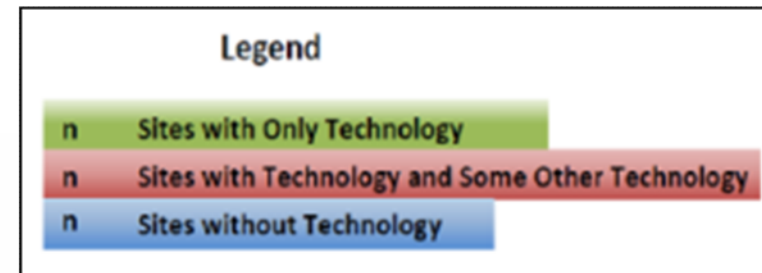 Legend
n Sites with Only Technology
n Sites with Technology and Some Other Technology
n Sites without Technology